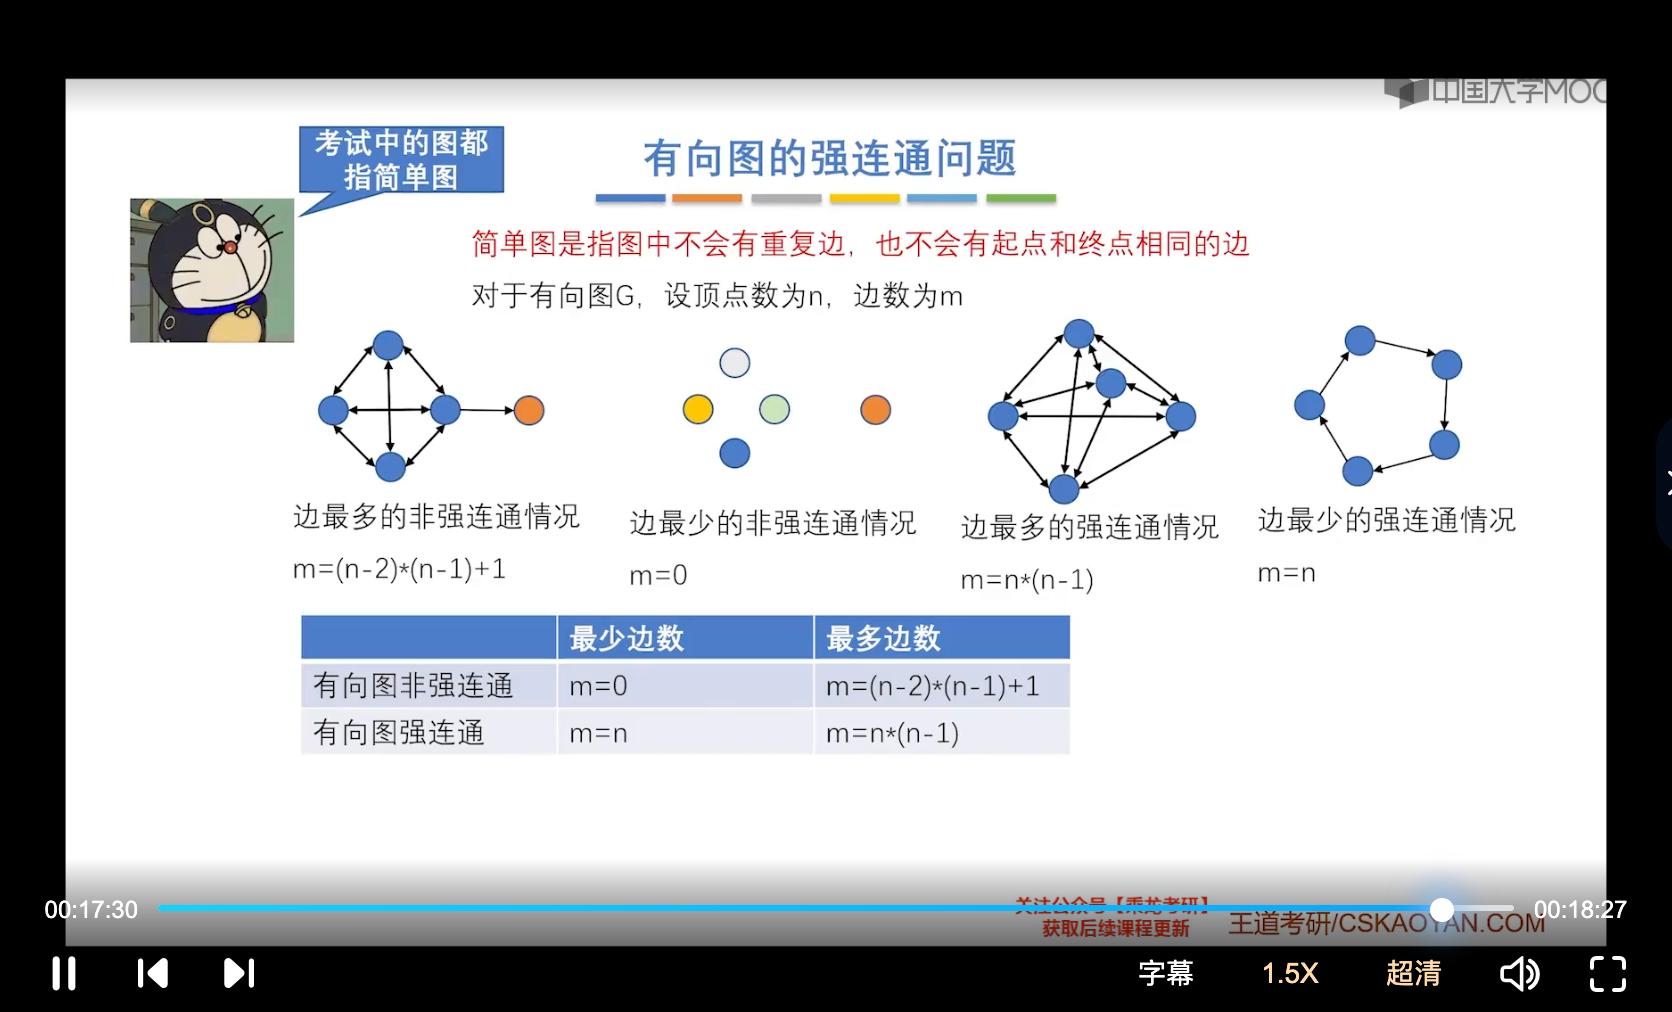 中国大学MOO
考试中的图都
指简单图
有向图的强连通问题
简单图是指图中不会有重复边，也不会有起点和终点相同的边
对于有向图G，设顶点数为n，边数为m
边最多的非强连通情况
m=(n-2)*(n-1)+1
边最少的非强连通情况
m=0
边最多的强连通情况
m=n*(n-1)
边最少的强连通情况
m=n
最少边数 最多边数
有向图非强连通 m=0 m=(n-2)*(n-1)+1
有向图强连通 m=n m=n*(n-1)
00:17:30
关注公众号【乘龙考研】
获取后续课程更新
王道考研/CSKAOYAN.COM
00:18:27
字幕 1.5X 超清